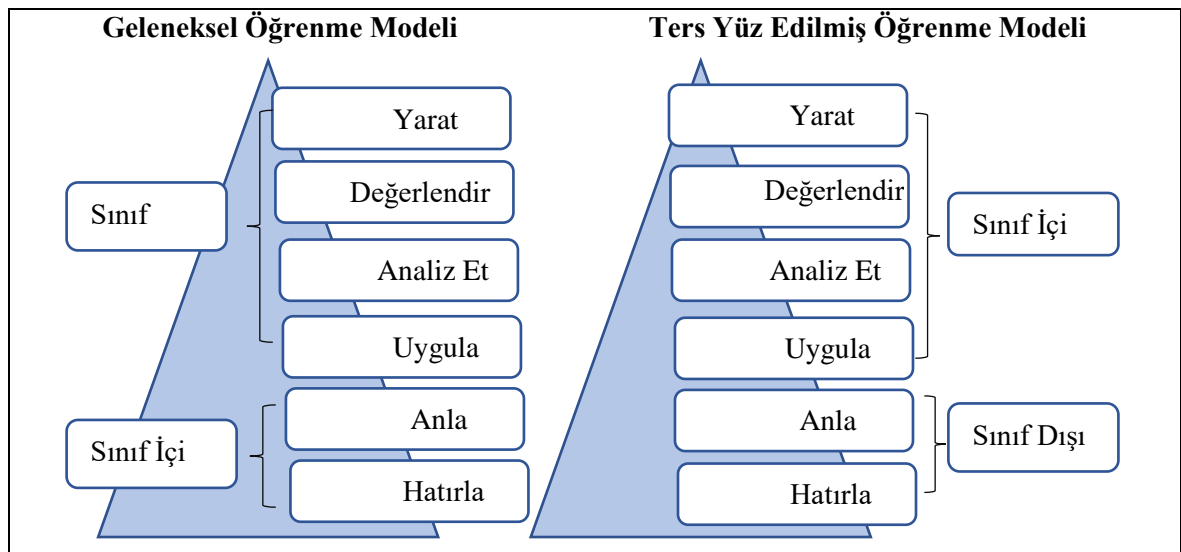 Geleneksel Öğrenme Modeli
Yarat
Değerlendir
Analiz Et
Uygula
Anla
Hatırla
Sınıf
Sınıf İçi
Ters Yüz Edilmiş Öğrenme Modeli
Yarat
Değerlendir
Analiz Et
Uygula
Anla
Hatırla
Sınıf İçi
Sınıf Dışı